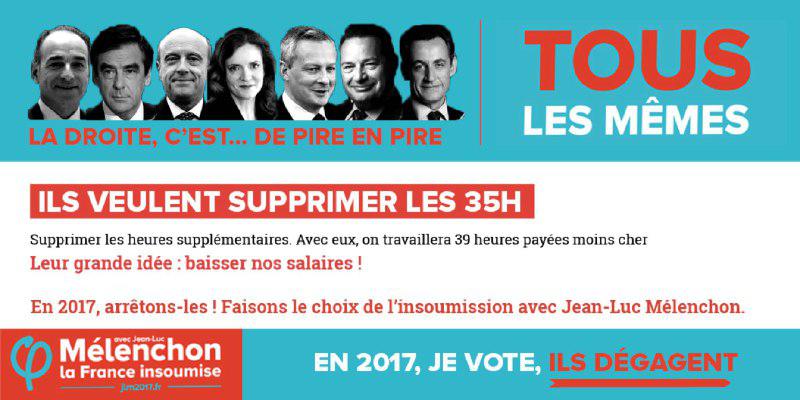 LA DROITE, C'EST... DE PIRE EN PIRE
TOUS
LES MÊMES
ILS VEULENT SUPPRIMER LES 35H
Supprimer les heures supplémentaires. Avec eux, on travaillera 39 heures payées moins cher
Leur grande idée : baisser nos salaires !
En 2017, arrêtons-les ! Faisons le choix de l'insoumission avec Jean-Luc Mélenchon.
avec Jean-Luc
Mélenchon
la France insoumise
jlm2017.fr
EN 2017, JE VOTE, ILS DÉGAGENT